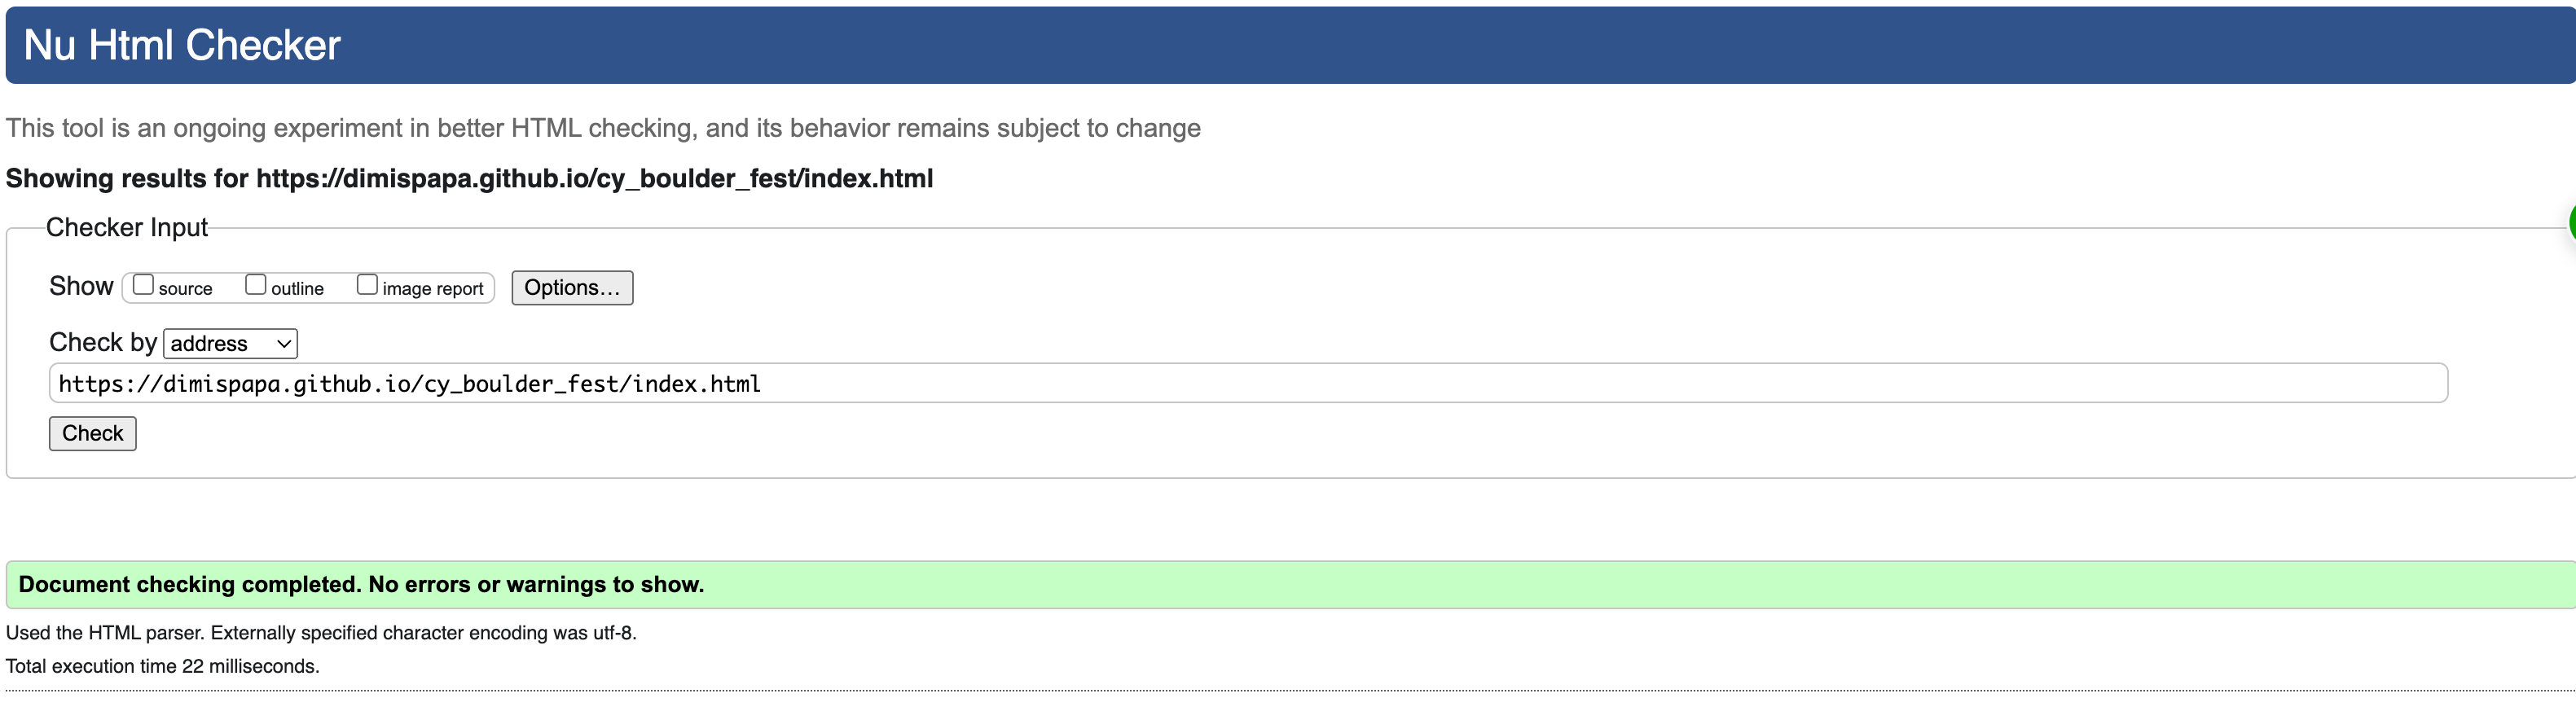 Nu Html Checker
This tool is an ongoing experiment in better HTML checking, and its behavior remains subject to change
Showing results for https://dimispapa.github.io/cy_boulder_fest/index.html
Checker Input
Show source outline image report Options…
Check by address
https://dimispapa.github.io/cy_boulder_fest/index.html
Check
Document checking completed. No errors or warnings to show.
Used the HTML parser. Externally specified character encoding was utf-8.
Total execution time 22 milliseconds.